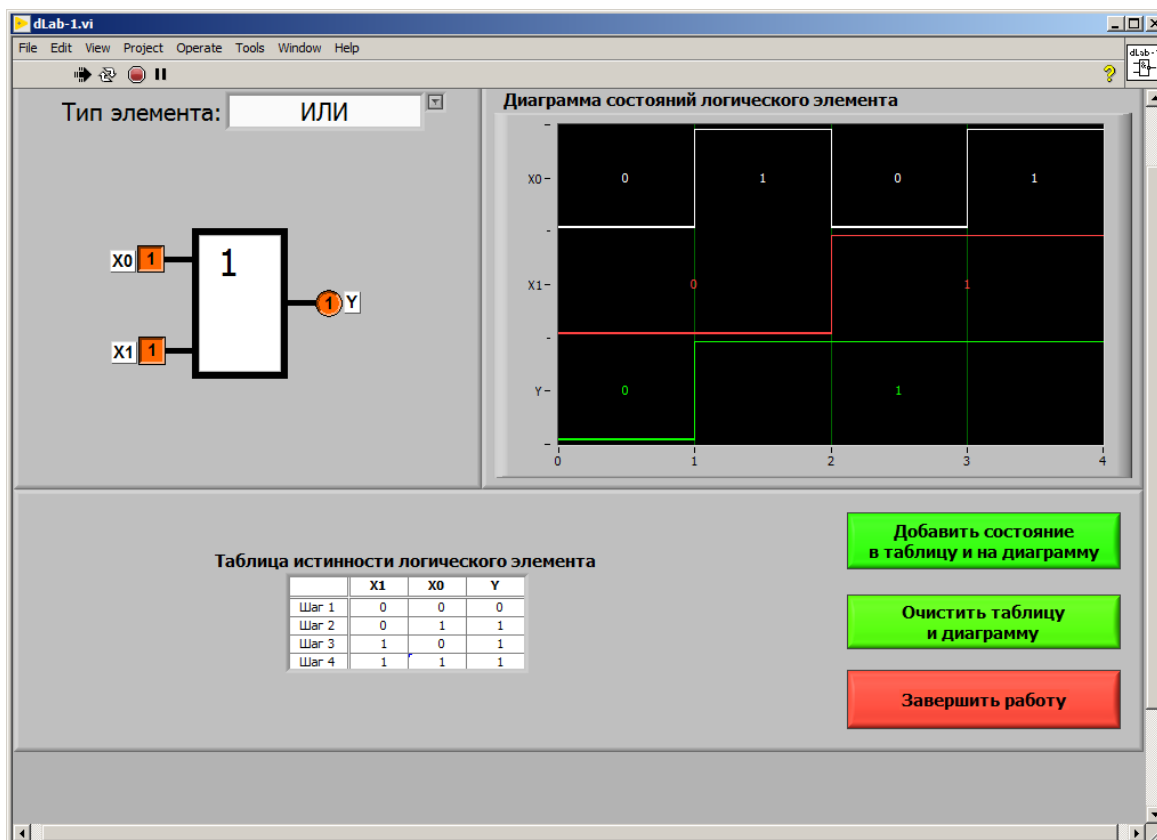 dLab-1.vi
File Edit View Project Operate Tools Window Help
dLab-1
?
Тип элемента: ИЛИ
X0 1
1
1 Y
X1 1
Диаграмма состояний логического элемента
X0 0 1 0 1
X1 0 1
Y 0 1
0 1 2 3 4
Таблица истинности логического элемента
X1 X0 Y
Шаг 1 0 0 0
Шаг 2 0 1 1
Шаг 3 1 0 1
Шаг 4 1 1 1
Добавить состояние
в таблицу и на диаграмму
Очистить таблицу
и диаграмму
Завершить работу